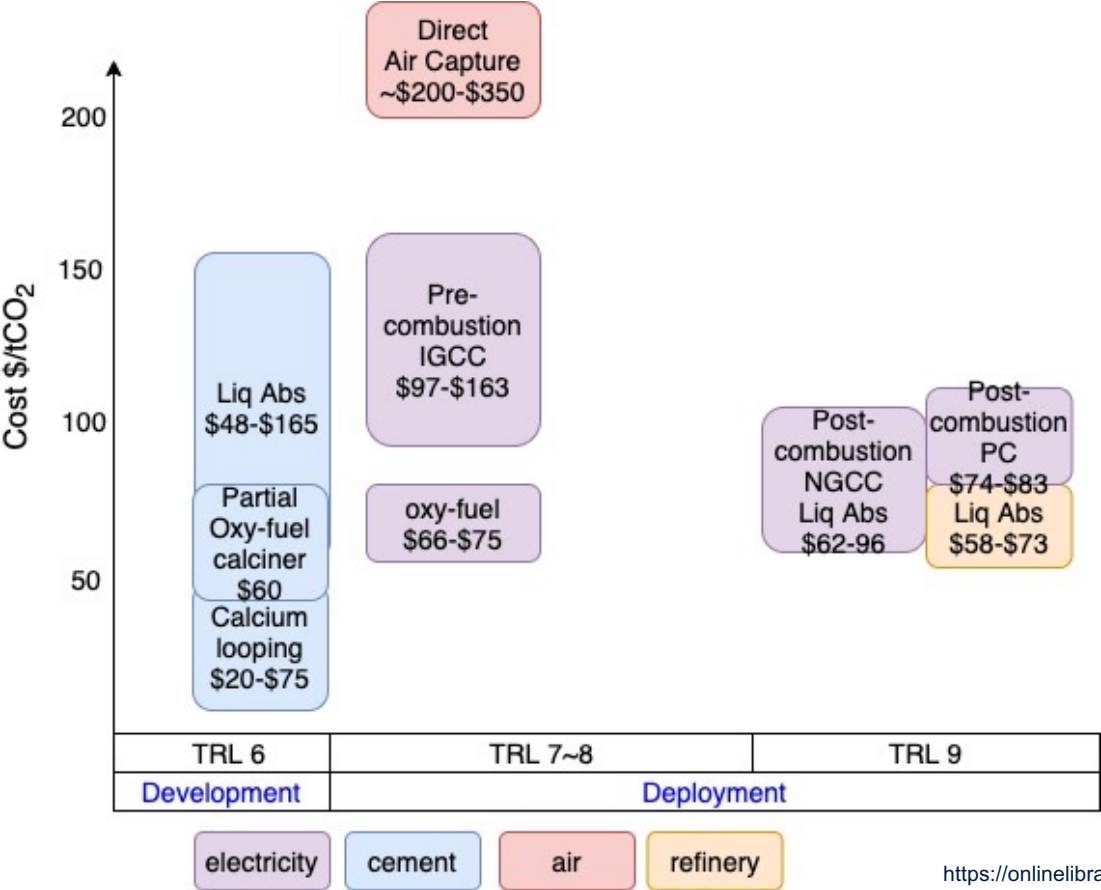 Direct
Air Capture
~$200-$350
Cost $/tCO₂
200
150
100
50
Pre-
combustion
IGCC
$97-$163
Liq Abs
$48-$165
Partial
Oxy-fuel
calciner
$60
Calcium
looping
$20-$75
oxy-fuel
$66-$75
Post-
combustion
NGCC
Liq Abs
$62-96
Post-
combustion
PC
$74-$83
Liq Abs
$58-$73
TRL 6
TRL 7~8
TRL 9
Development
Deployment
electricity
cement
air
refinery
https://onlinelibra